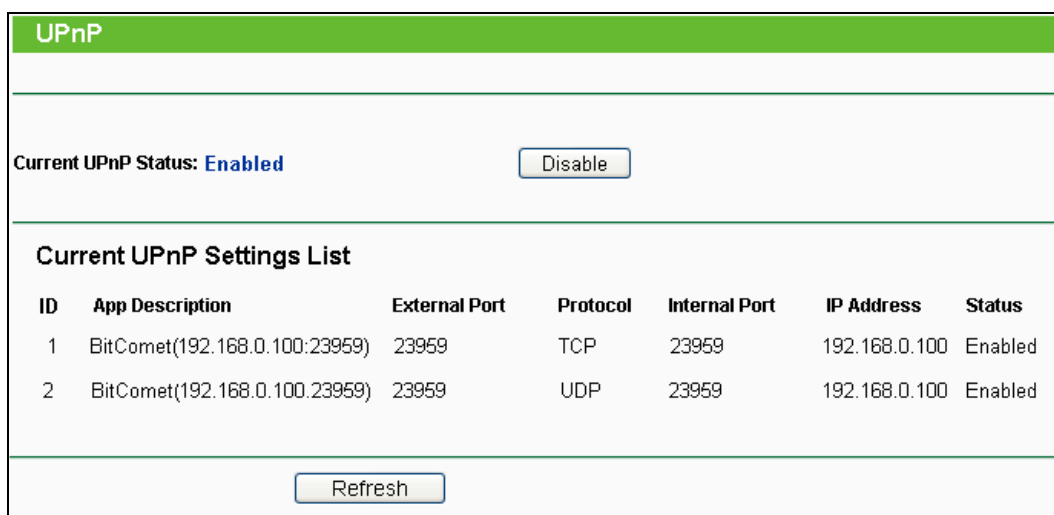 UPnP
Current UPnP Status: Enabled Disable
Current UPnP Settings List
ID App Description External Port Protocol Internal Port IP Address Status
1 BitComet(192.168.0.100:23959) 23959 TCP 23959 192.168.0.100 Enabled
2 BitComet(192.168.0.100.23959) 23959 UDP 23959 192.168.0.100 Enabled
Refresh